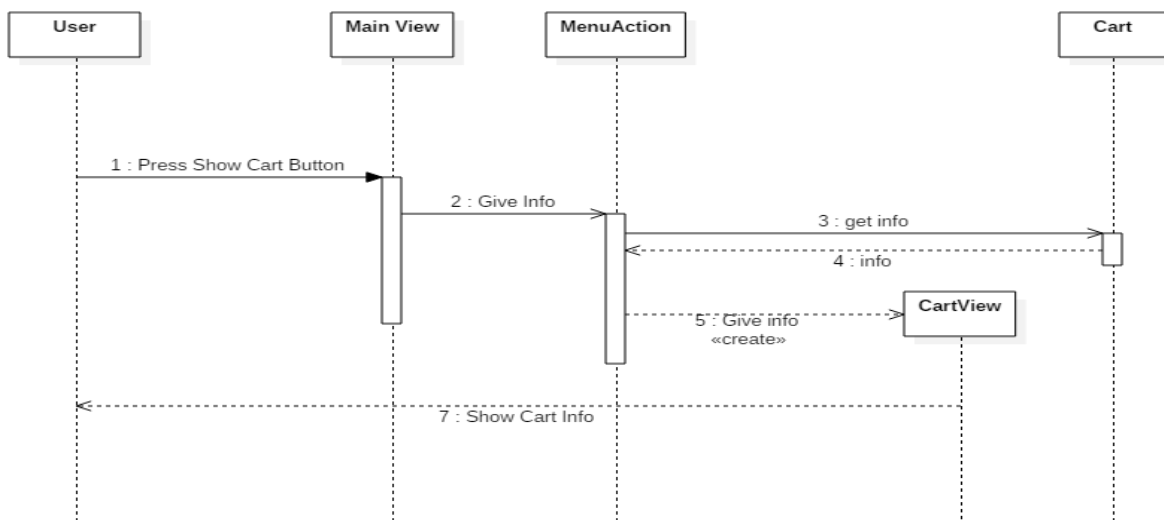 User
Main View
MenuAction
Cart
1 : Press Show Cart Button
2 : Give Info
3 : get info
4 : info
CartView
5 : Give info
«create»
7 : Show Cart Info